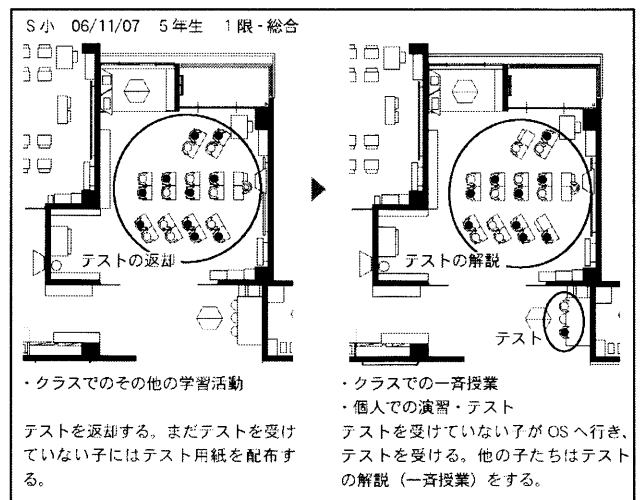 S小 06/11/07 5年生 1限-総合
テストの返却
テストの解説
テスト
・クラスでのその他の学習活動
テストを返却する。まだテストを受け
ていない子にはテスト用紙を配布す
る。
・クラスでの一斉授業
・個人での演習・テスト
テストを受けていない子が OS へ行き、
テストを受ける。他の子たちはテスト
の解説（一斉授業）をする。